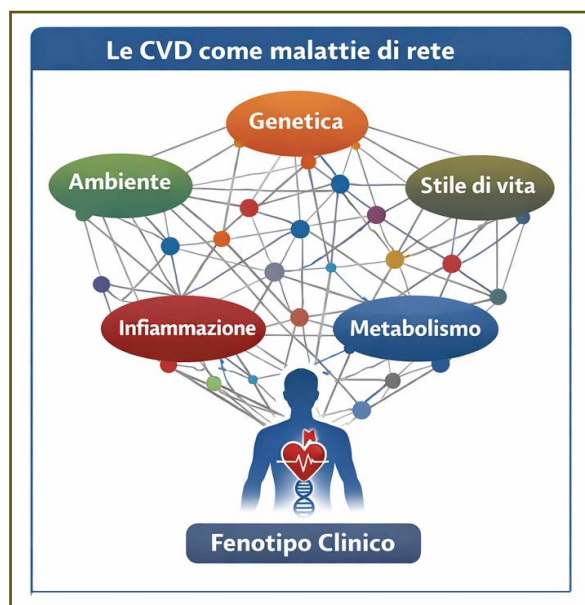 Le CVD come malattie di rete
Genetica
Ambiente
Stile di vita
Infiammazione
Metabolismo
Fenotipo Clinico